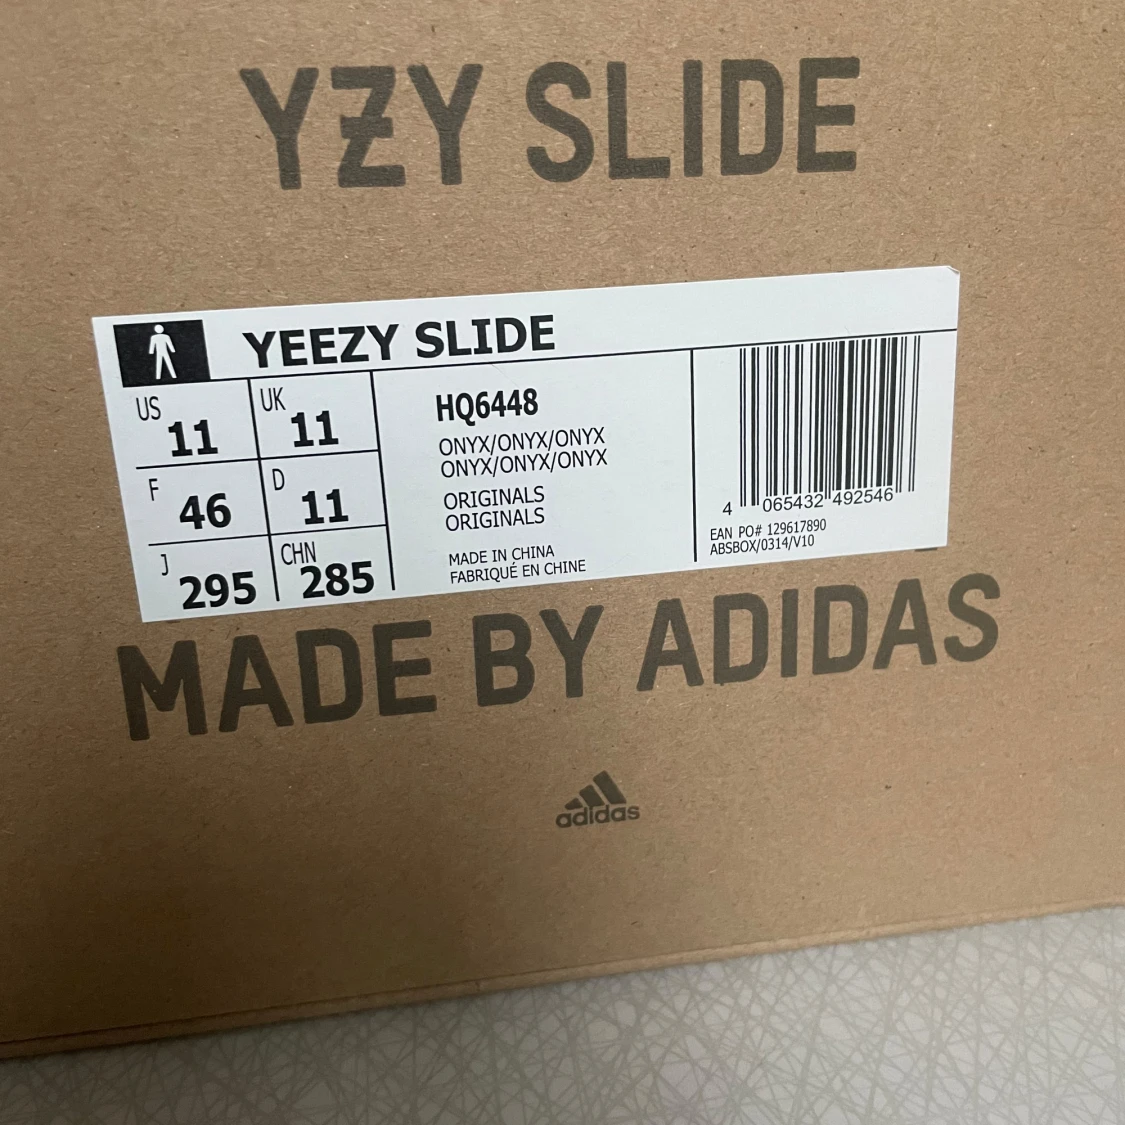 YZY SLIDE
YEEZY SLIDE
US 11
UK 11
F 46
D 11
J 295
CHN 285
HQ6448
ONYX/ONYX/ONYX
ONYX/ONYX/ONYX
ORIGINALS
ORIGINALS
MADE IN CHINA
FABRIQUÉ EN CHINE
4 065432 492546
EAN PO# 129617890
ABSBOX/0314/V10
MADE BY ADIDAS
adidas